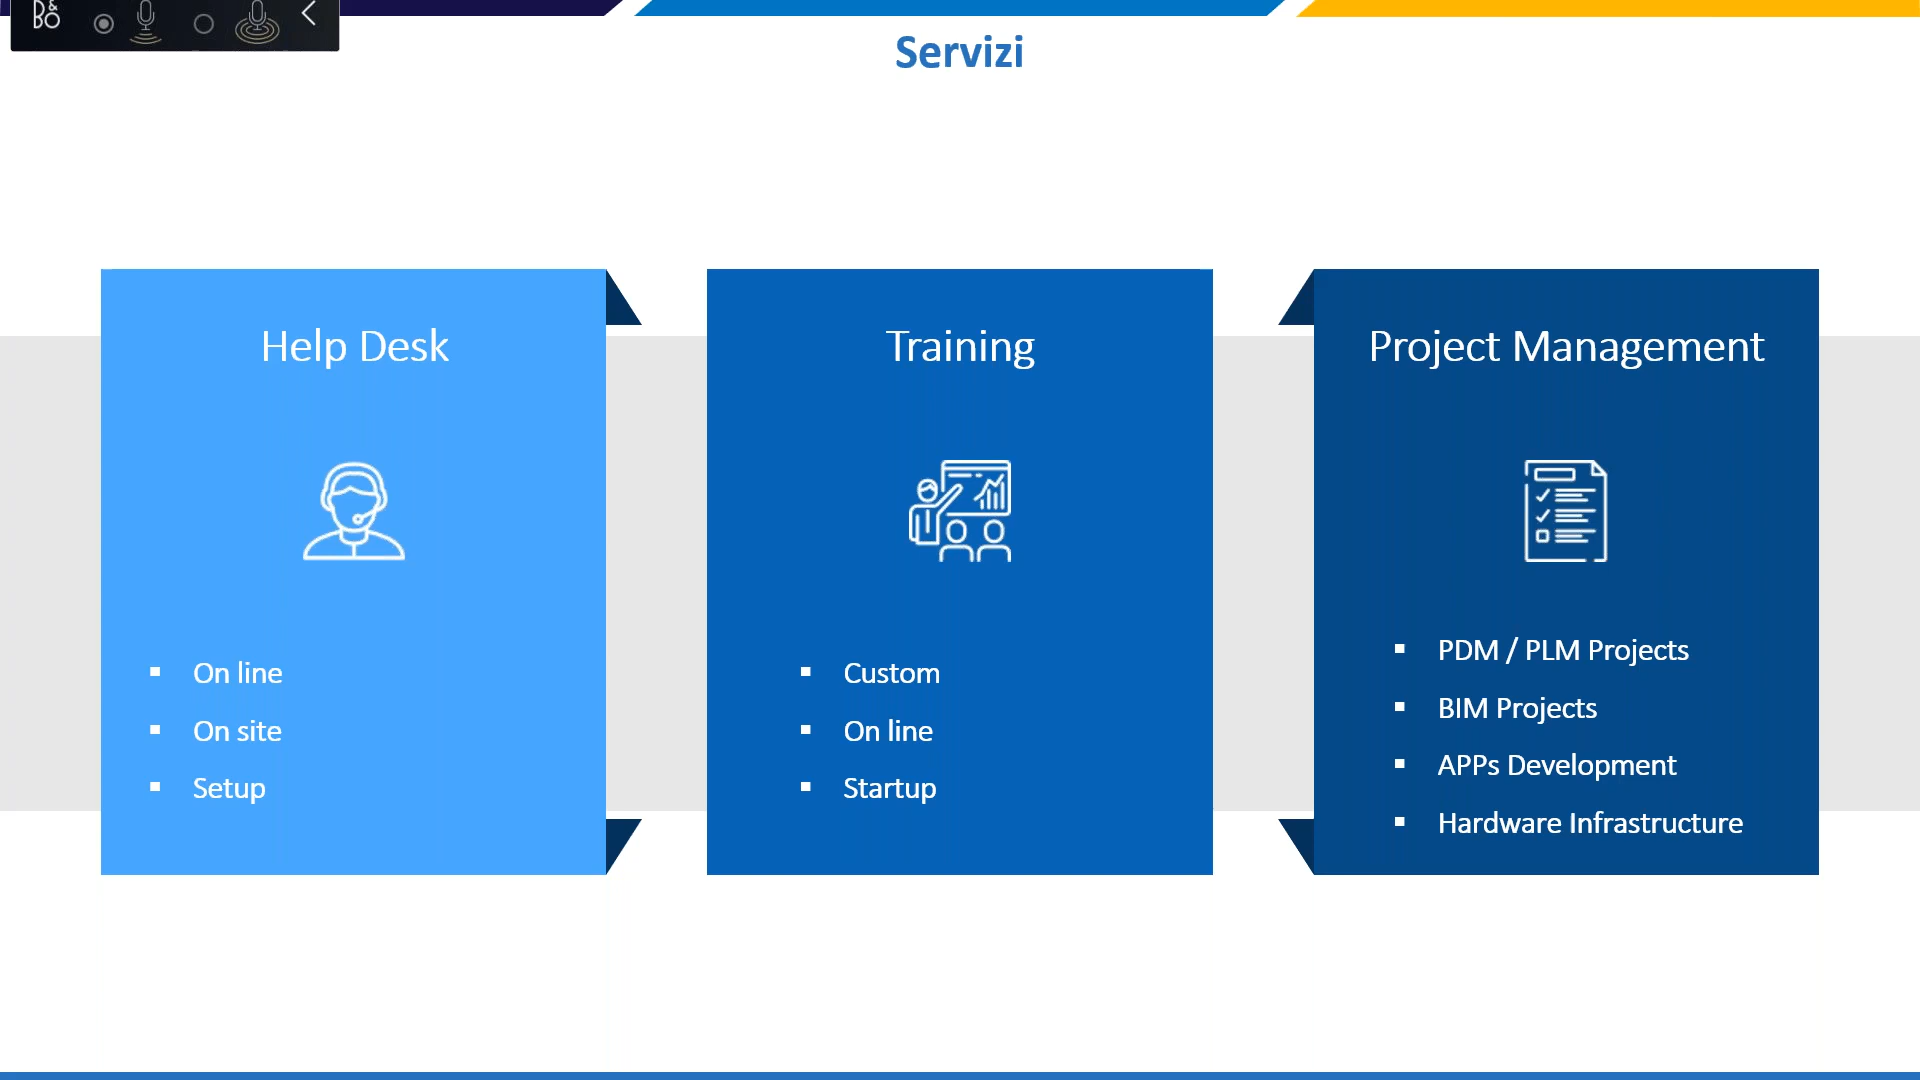 B&O
Servizi
Help Desk
On line
On site
Setup
Training
Custom
On line
Startup
Project Management
PDM / PLM Projects
BIM Projects
APPs Development
Hardware Infrastructure